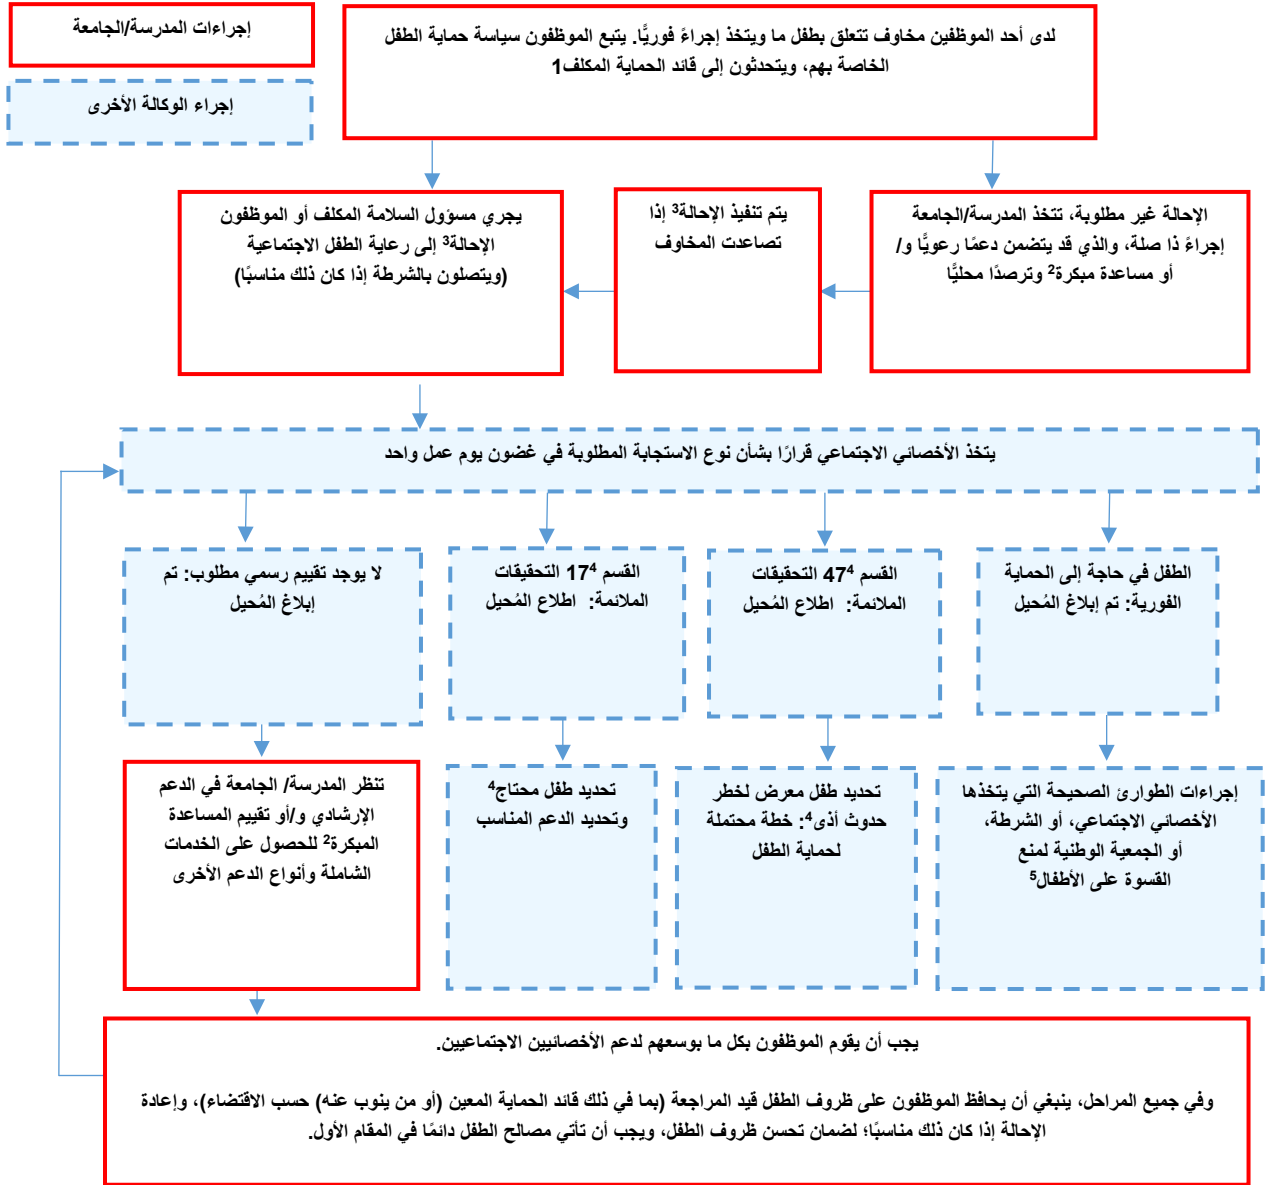 إجراءات المدرسة/الجامعة
إجراء الوكالة الأخرى
لدى أحد الموظفين مخاوف تتعلق بطفل ما ويتخذ إجراءً فوريًّا. يتبع الموظفون سياسة حماية الطفل
الخاصة بهم، ويتحدثون إلى قائد الحماية المكلف1
الإحالة غير مطلوبة، تتخذ المدرسة/الجامعة
إجراءً ذا صلة، والذي قد يتضمن دعمًا رعويًّا و/
أو مساعدة مبكرة² وترصدًا محليًّا
يتم تنفيذ الإحالة³ إذا
تصاعدت المخاوف
يجري مسؤول السلامة المكلف أو الموظفون
الإحالة³ إلى رعاية الطفل الاجتماعية
(ويتصلون بالشرطة إذا كان ذلك مناسبًا)
يتخذ الأخصائي الاجتماعي قرارًا بشأن نوع الاستجابة المطلوبة في غضون يوم عمل واحد
الطفل في حاجة إلى الحماية
الفورية: تم إبلاغ المُحيل
القسم 47⁴ التحقيقات
الملائمة: اطلاع المُحيل
القسم 17⁴ التحقيقات
الملائمة: اطلاع المُحيل
لا يوجد تقييم رسمي مطلوب: تم
إبلاغ المُحيل
إجراءات الطوارئ الصحيحة التي يتخذها
الأخصائي الاجتماعي، أو الشرطة،
أو الجمعية الوطنية لمنع
القسوة على الأطفال⁵
تحديد طفل معرض لخطر
حدوث أذى⁴: خطة محتملة
لحماية الطفل
تحديد طفل محتاج⁴
وتحديد الدعم المناسب
تنظر المدرسة/ الجامعة في الدعم
الإرشادي و/أو تقييم المساعدة
المبكرة² للحصول على الخدمات
الشاملة وأنواع الدعم الأخرى
يجب أن يقوم الموظفون بكل ما بوسعهم لدعم الأخصائيين الاجتماعيين.
وفي جميع المراحل، ينبغي أن يحافظ الموظفون على ظروف الطفل قيد المراجعة (بما في ذلك قائد الحماية المعين (أو من ينوب عنه) حسب الاقتضاء)، وإعادة
الإحالة إذا كان ذلك مناسبًا؛ لضمان تحسن ظروف الطفل، ويجب أن تأتي مصالح الطفل دائمًا في المقام الأول.